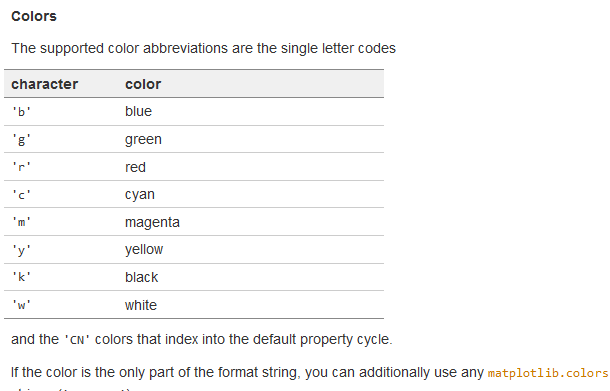 Colors
The supported color abbreviations are the single letter codes
character color
'b' blue
'g' green
'r' red
'c' cyan
'm' magenta
'y' yellow
'k' black
'w' white
and the 'CN' colors that index into the default property cycle.
If the color is the only part of the format string, you can additionally use any matplotlib.colors